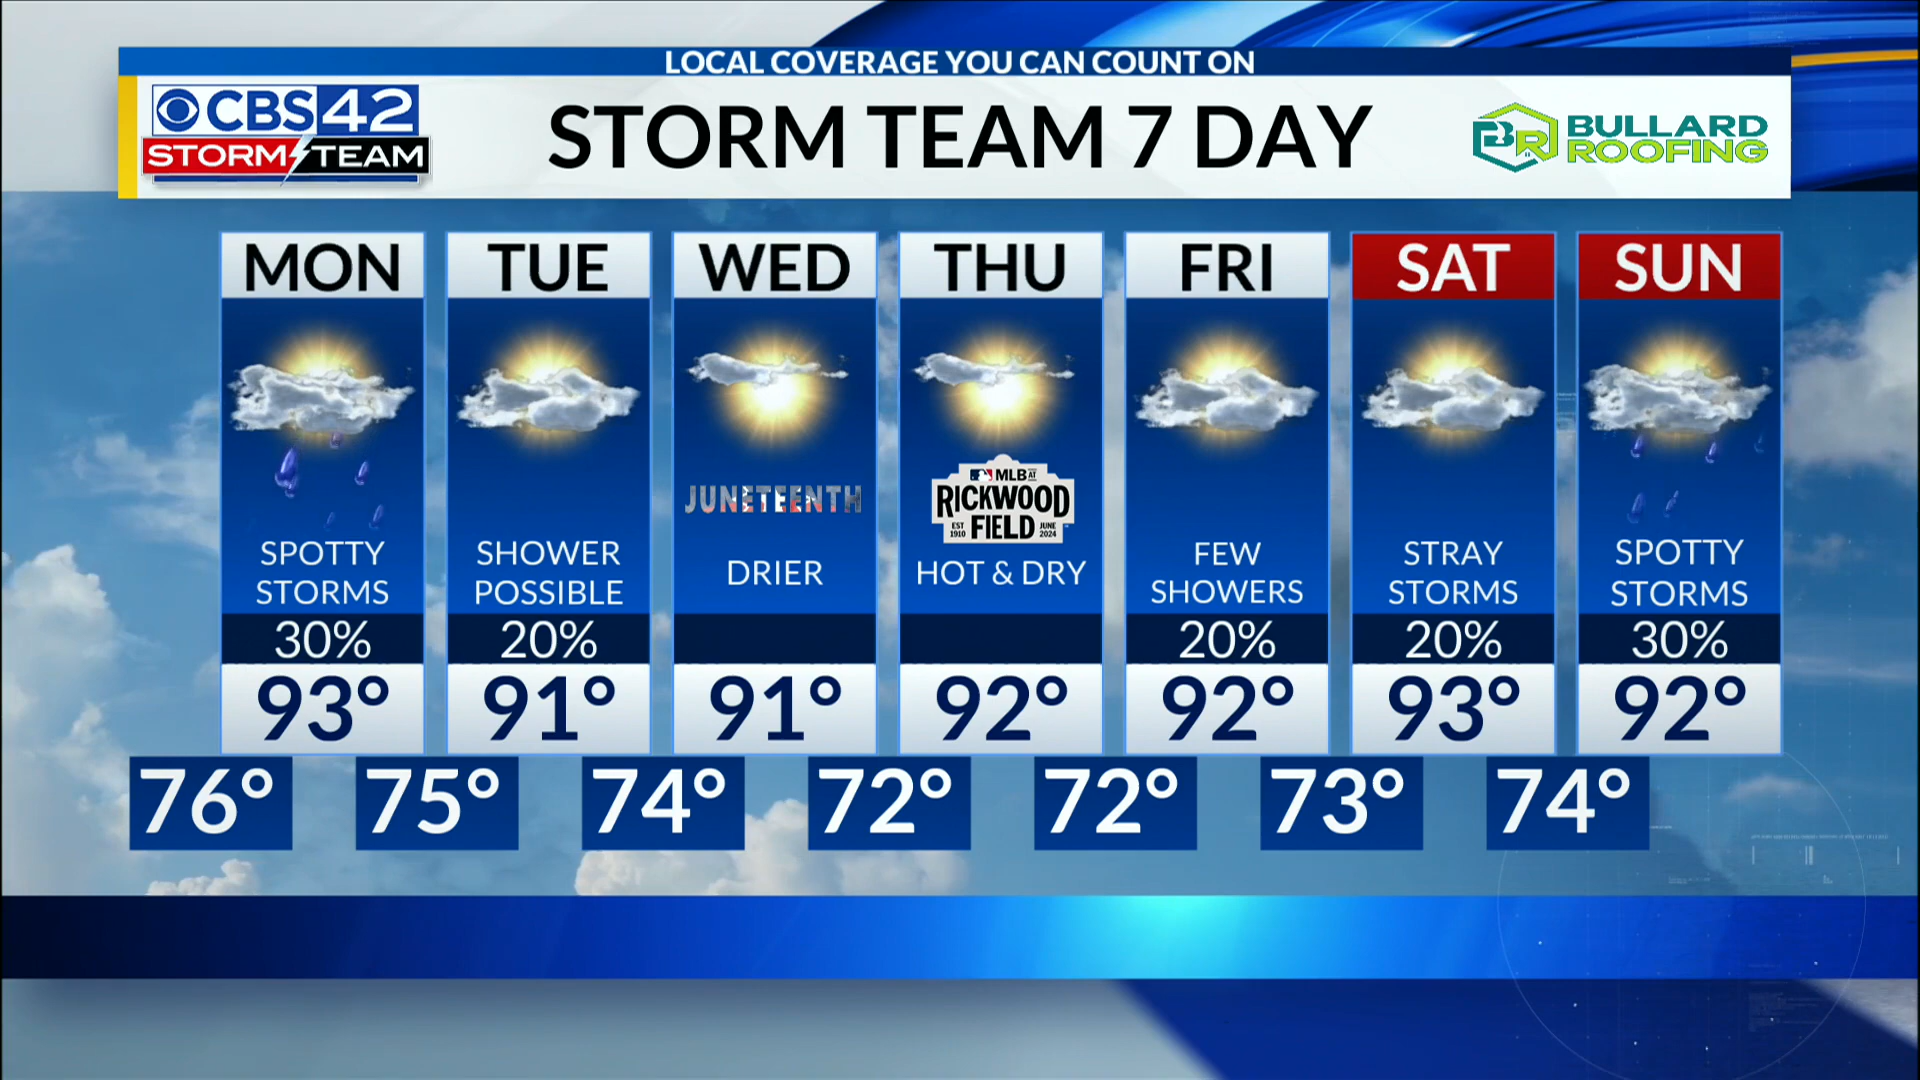 LOCAL COVERAGE YOU CAN COUNT ON
CBS 42
STORM TEAM
STORM TEAM 7 DAY
BR BULLARD
ROOFING
MON TUE WED THU FRI SAT SUN
JUNETEENTH
MLB AT
RICKWOOD
EST 1910 FIELD JUNE 2024
SPOTTY STORMS
SHOWER POSSIBLE
DRIER
HOT & DRY
FEW SHOWERS
STRAY STORMS
SPOTTY STORMS
30% 20% 20% 20% 30%
93° 91° 91° 92° 92° 93° 92°
76° 75° 74° 72° 72° 73° 74°